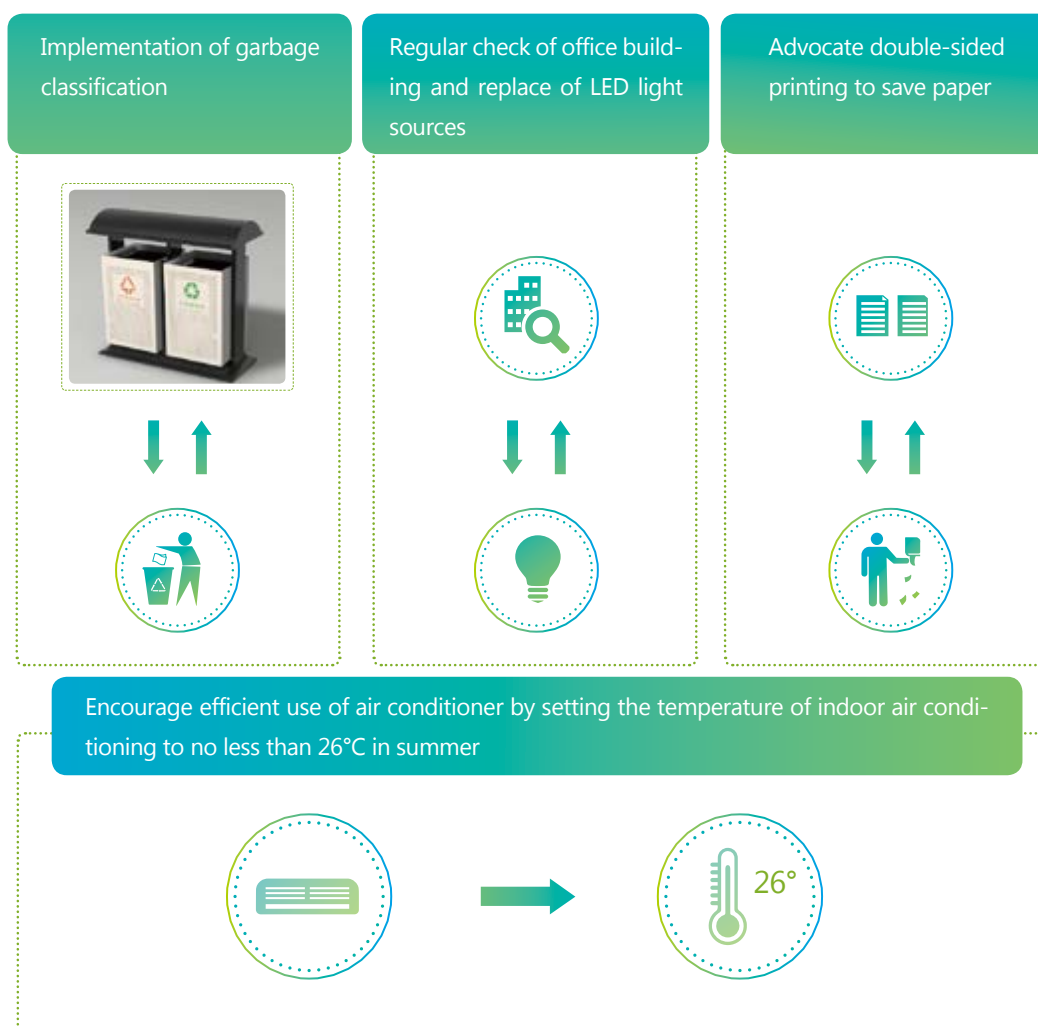 Implementation of garbage
classification
Regular check of office build-
ing and replace of LED light
sources
Advocate double-sided
printing to save paper
Encourage efficient use of air conditioner by setting the temperature of indoor air condi-
tioning to no less than 26°C in summer
26°